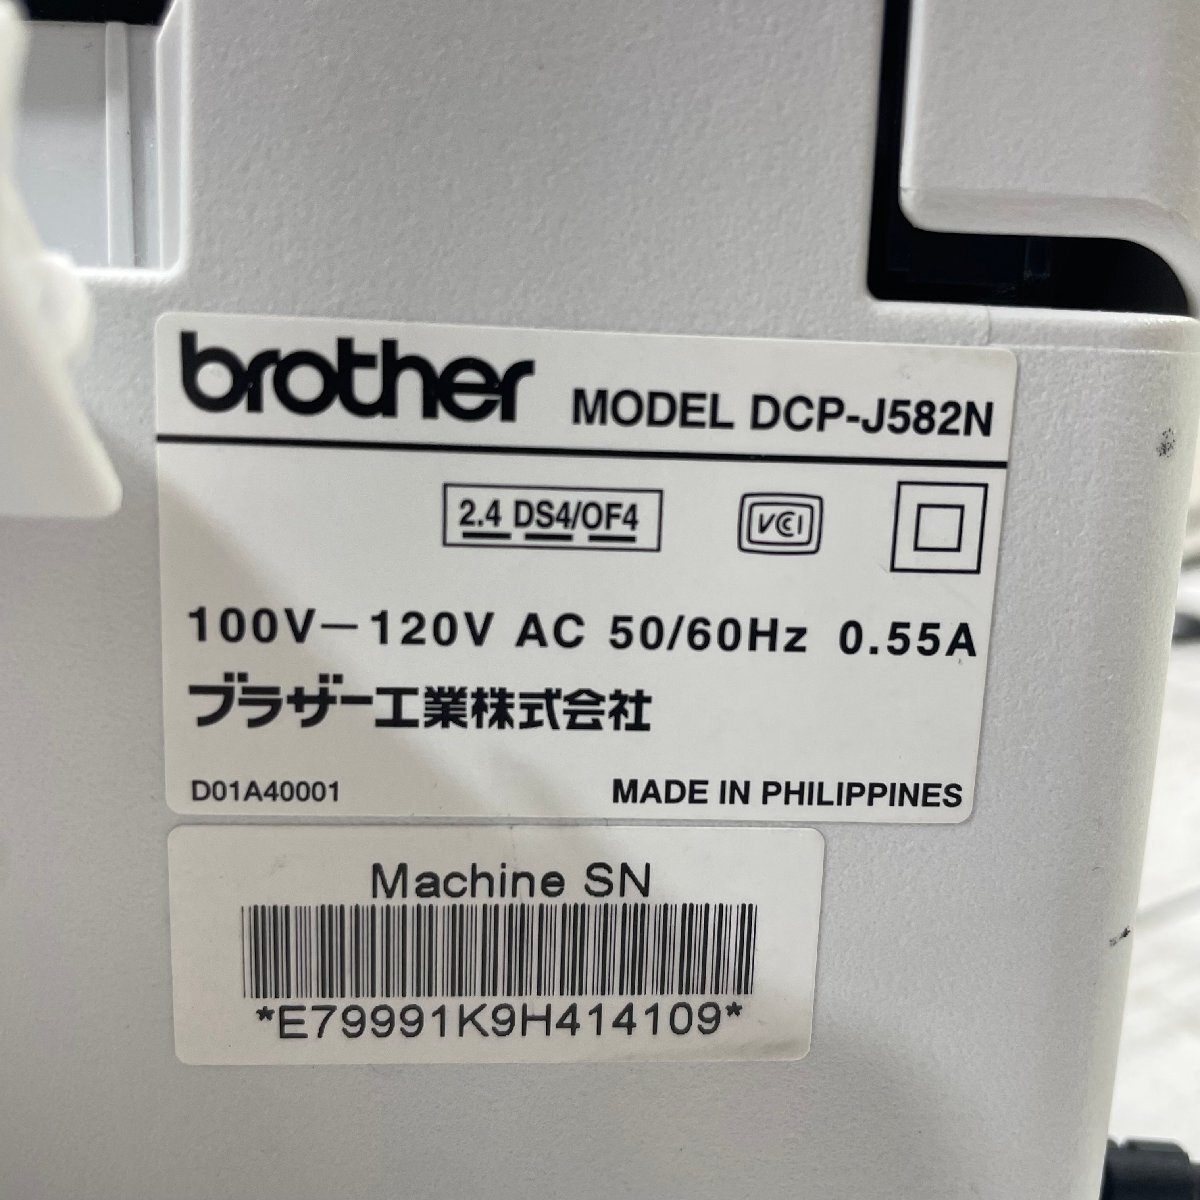 brother MODEL DCP-J582N
2.4 DS4/OF4 VCCI
100V－120V AC 50/60Hz 0.55A
ブラザー工業株式会社
D01A40001 MADE IN PHILIPPINES
Machine SN
*E79991K9H414109*